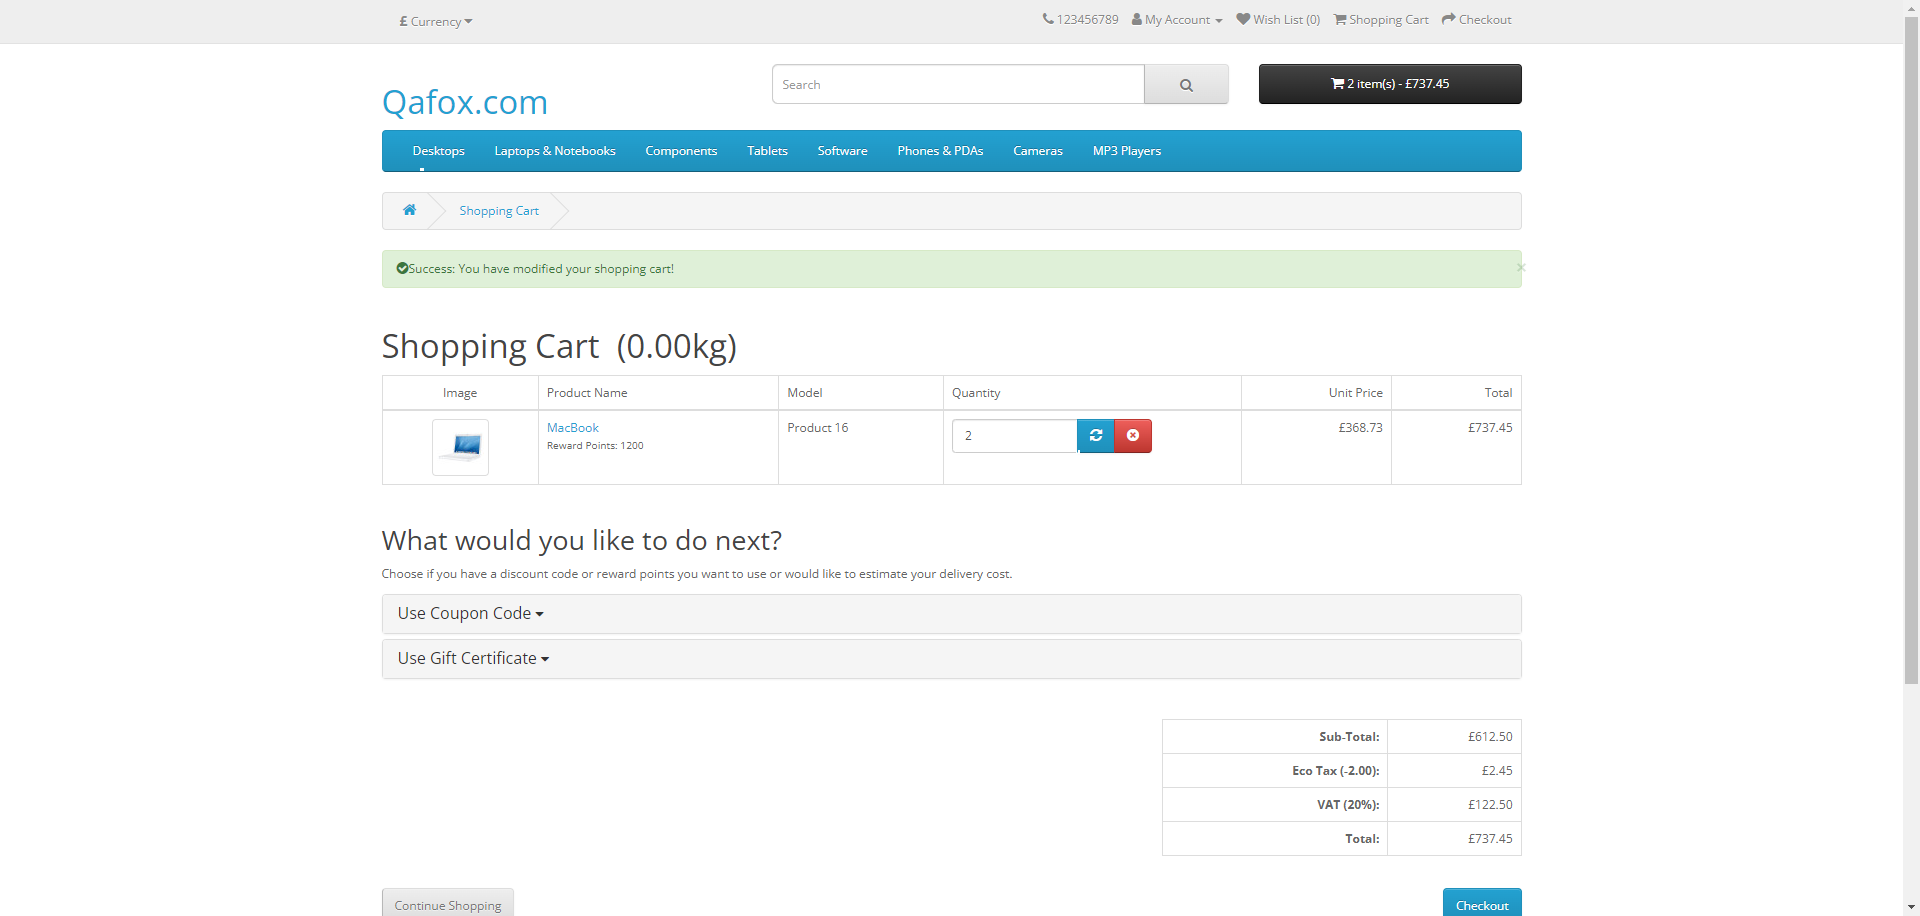 £ Currency
123456789 My Account Wish List (0) Shopping Cart Checkout
Qafox.com
Search
2 item(s) - £737.45
Desktops Laptops & Notebooks Components Tablets Software Phones & PDAs Cameras MP3 Players
Shopping Cart
Success: You have modified your shopping cart!
×
Shopping Cart (0.00kg)
Image Product Name Model Quantity Unit Price Total
MacBook Product 16 2 £368.73 £737.45
Reward Points: 1200
What would you like to do next?
Choose if you have a discount code or reward points you want to use or would like to estimate your delivery cost.
Use Coupon Code
Use Gift Certificate
Sub-Total: £612.50
Eco Tax (-2.00): £2.45
VAT (20%): £122.50
Total: £737.45
Continue Shopping Checkout